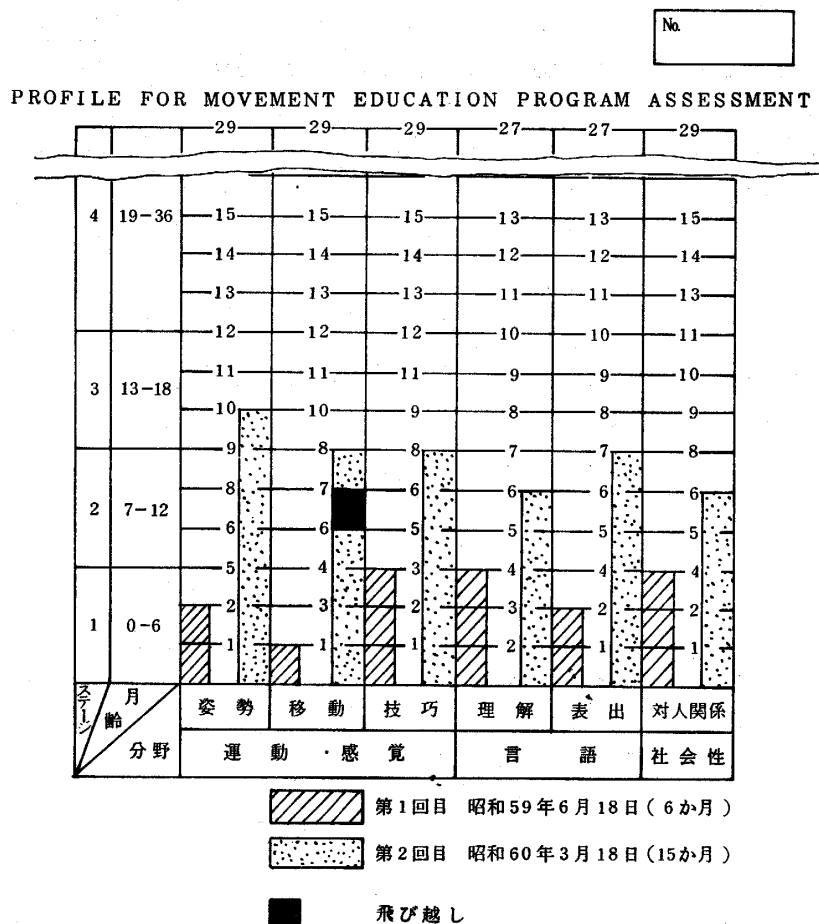 No.
PROFILE FOR MOVEMENT EDUCATION PROGRAM ASSESSMENT
29 29 29 27 27 29
4 19-36 15 15 15 13 13 15
14 14 14 12 12 14
13 13 13 11 11 13
12 12 12 10 10 11
3 13-18 11 11 11 9 9 10
10 10 9 8 8 9
9 8 8 7 7 8
2 7-12 8 7 6 6 6 6
6 6 5 5 5 5
5 4 3 4 4 4
1 0-6 2 3 2 3 2 2
1 1 1 2 1 1
ステージ 月齢 分野 姿勢 移動 技巧 理解 表出 対人関係
運動・感覚 言語 社会性
第1回目 昭和59年6月18日(6か月)
第2回目 昭和60年3月18日(15か月)
飛び越し